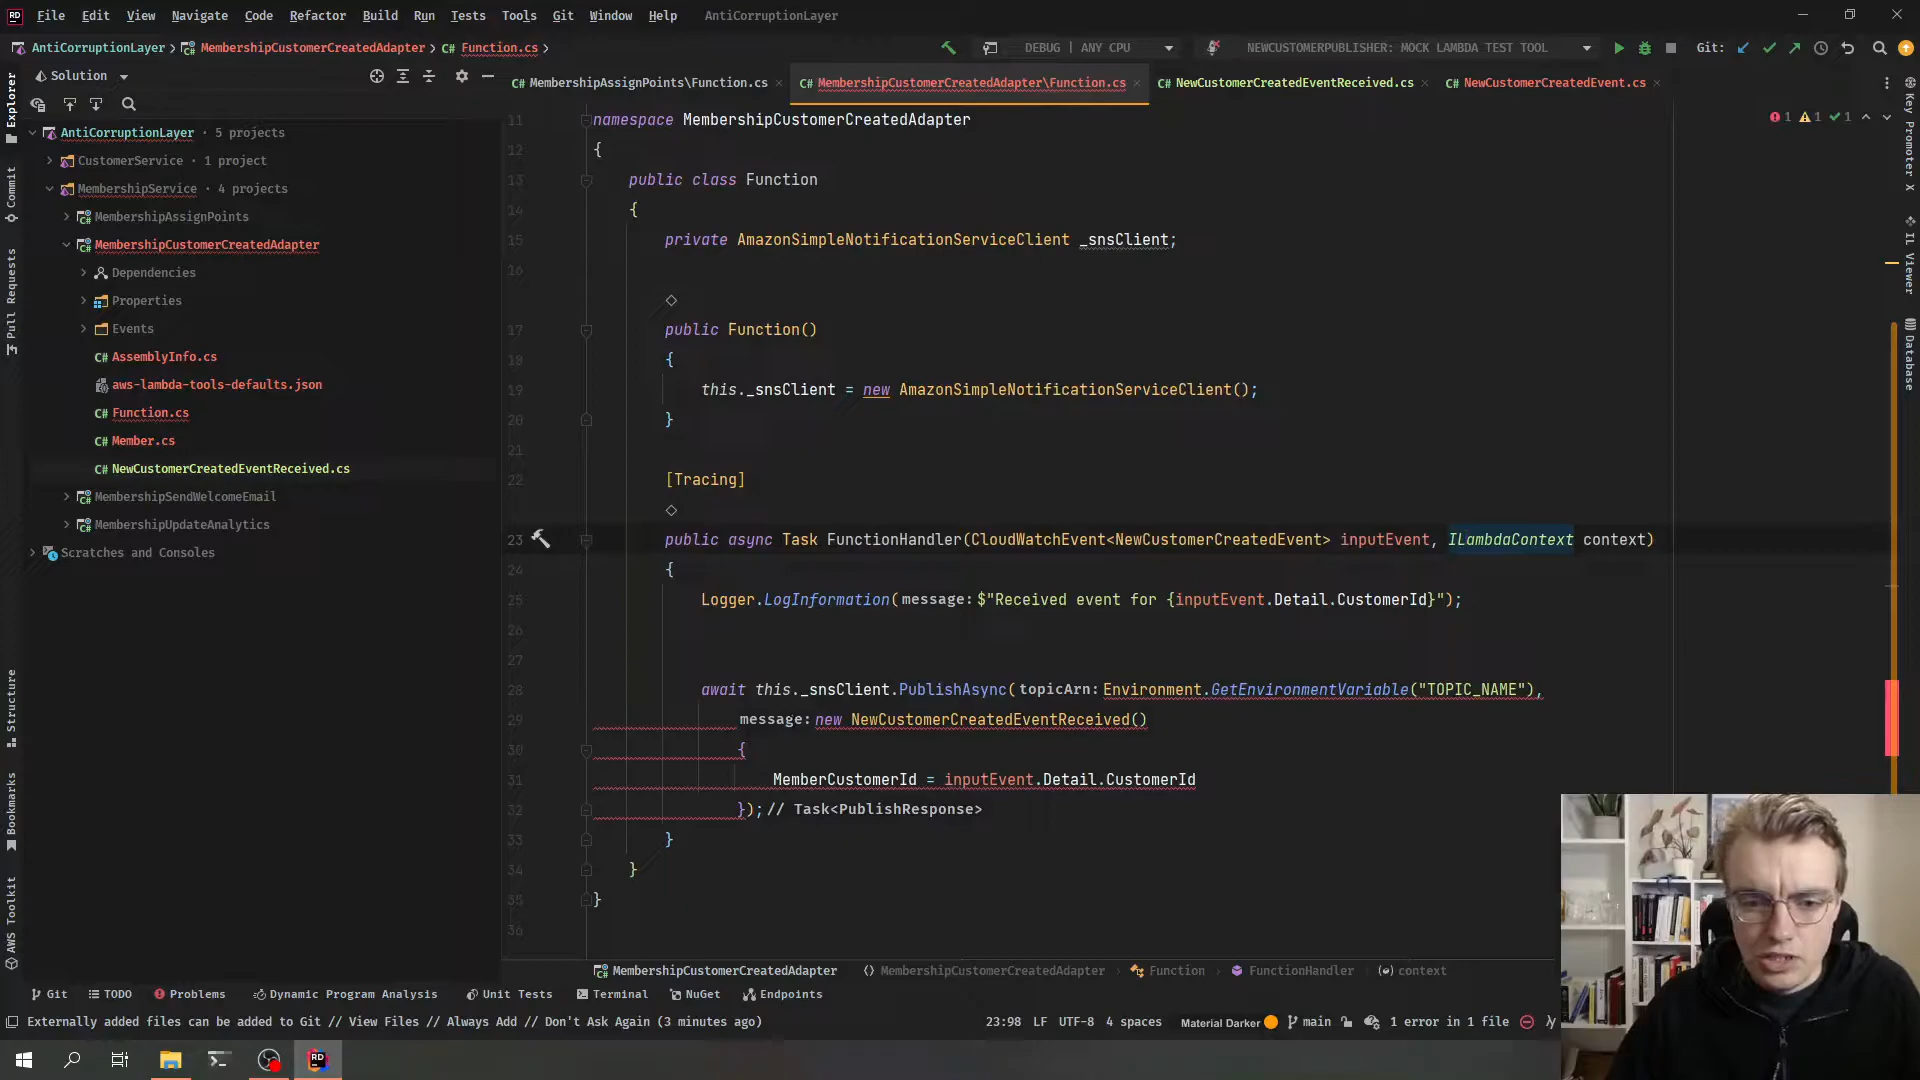 File Edit View Navigate Code Refactor Build Run Tests Tools Git Window Help AntiCorruptionLayer
AntiCorruptionLayer MembershipCustomerCreatedAdapter C# Function.cs DEBUG | ANY CPU NEWCUSTOMERPUBLISHER: MOCK LAMBDA TEST TOOL Git:
Solution
C# MembershipAssignPoints\Function.cs C# MembershipCustomerCreatedAdapter\Function.cs C# NewCustomerCreatedEventReceived.cs C# NewCustomerCreatedEvent.cs
Explorer
Commit
Pull Requests
Structure
Bookmarks
AWS Toolkit
AntiCorruptionLayer · 5 projects
CustomerService · 1 project
MembershipService · 4 projects
MembershipAssignPoints
MembershipCustomerCreatedAdapter
Dependencies
Properties
Events
C# AssemblyInfo.cs
aws-lambda-tools-defaults.json
C# Function.cs
C# Member.cs
C# NewCustomerCreatedEventReceived.cs
MembershipSendWelcomeEmail
MembershipUpdateAnalytics
Scratches and Consoles
1 1 1
11 namespace MembershipCustomerCreatedAdapter
12 {
13 public class Function
14 {
15 private AmazonSimpleNotificationServiceClient _snsClient;
16
17 public Function()
18 {
19 this._snsClient = new AmazonSimpleNotificationServiceClient();
20 }
21
22 [Tracing]
23 public async Task FunctionHandler(CloudWatchEvent<NewCustomerCreatedEvent> inputEvent, ILambdaContext context)
24 {
25 Logger.LogInformation(message: $"Received event for {inputEvent.Detail.CustomerId}");
26
27
28 await this._snsClient.PublishAsync(topicArn: Environment.GetEnvironmentVariable("TOPIC_NAME"),
29 message: new NewCustomerCreatedEventReceived()
30 {
31 MemberCustomerId = inputEvent.Detail.CustomerId
32 }); // Task<PublishResponse>
33 }
34 }
35 }
36
Key Promoter X
IL Viewer
Database
MembershipCustomerCreatedAdapter MembershipCustomerCreatedAdapter Function FunctionHandler context
Git TODO Problems Dynamic Program Analysis Unit Tests Terminal NuGet Endpoints
Externally added files can be added to Git // View Files // Always Add // Don't Ask Again (3 minutes ago) 23:98 LF UTF-8 4 spaces Material Darker main 1 error in 1 file
RD